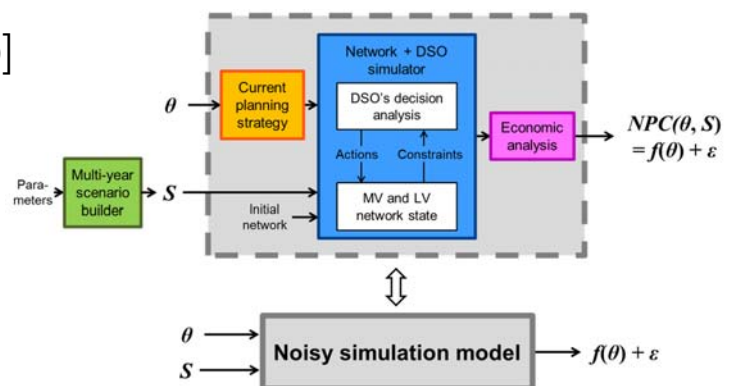 ]
Network + DSO
simulator
Current
planning
strategy
θ
DSO's decision
analysis
Economic
analysis
NPC(θ, S)
= f(θ) + ε
Actions
Constraints
Para-
meters
Multi-year
scenario
builder
S
Initial
network
MV and LV
network state
θ
S
Noisy simulation model
f(θ) + ε